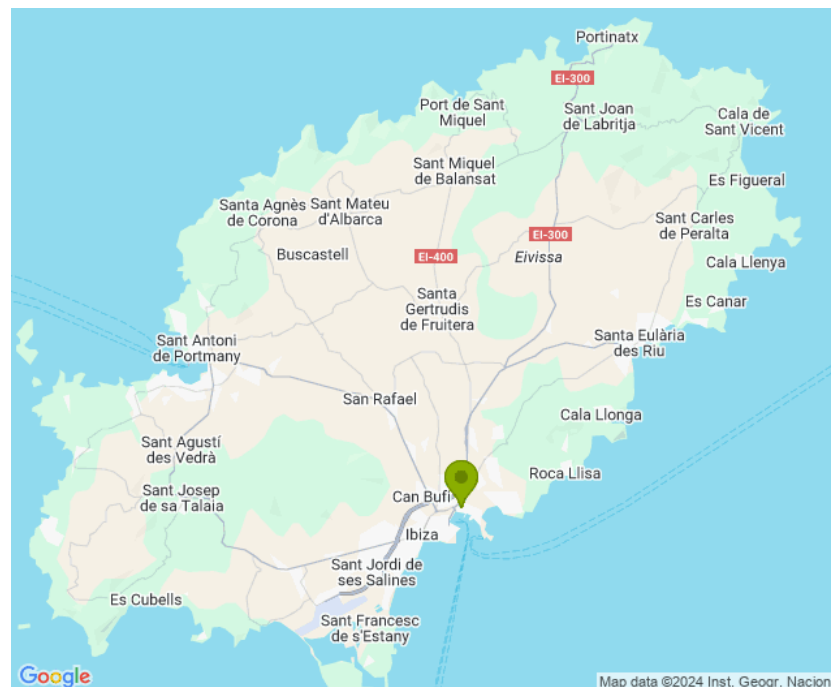 Portinatx
EI-300
Port de Sant
Miquel
Sant Joan
de Labritja
Cala de
Sant Vicent
Sant Miquel
de Balansat
Es Figueral
Santa Agnès
de Corona
Sant Mateu
d'Albarca
Sant Carles
de Peralta
EI-300
Buscastell
EI-400
Eivissa
Cala Llenya
Santa
Gertrudis
de Fruitera
Es Canar
Sant Antoni
de Portmany
Santa Eulària
des Riu
San Rafael
Cala Llonga
Sant Agustí
des Vedrà
Roca Llisa
Sant Josep
de sa Talaia
Can Bufí
Ibiza
Sant Jordi de
ses Salines
Es Cubells
Sant Francesc
de s'Estany
Google
Map data ©2024 Inst. Geogr. Nacion